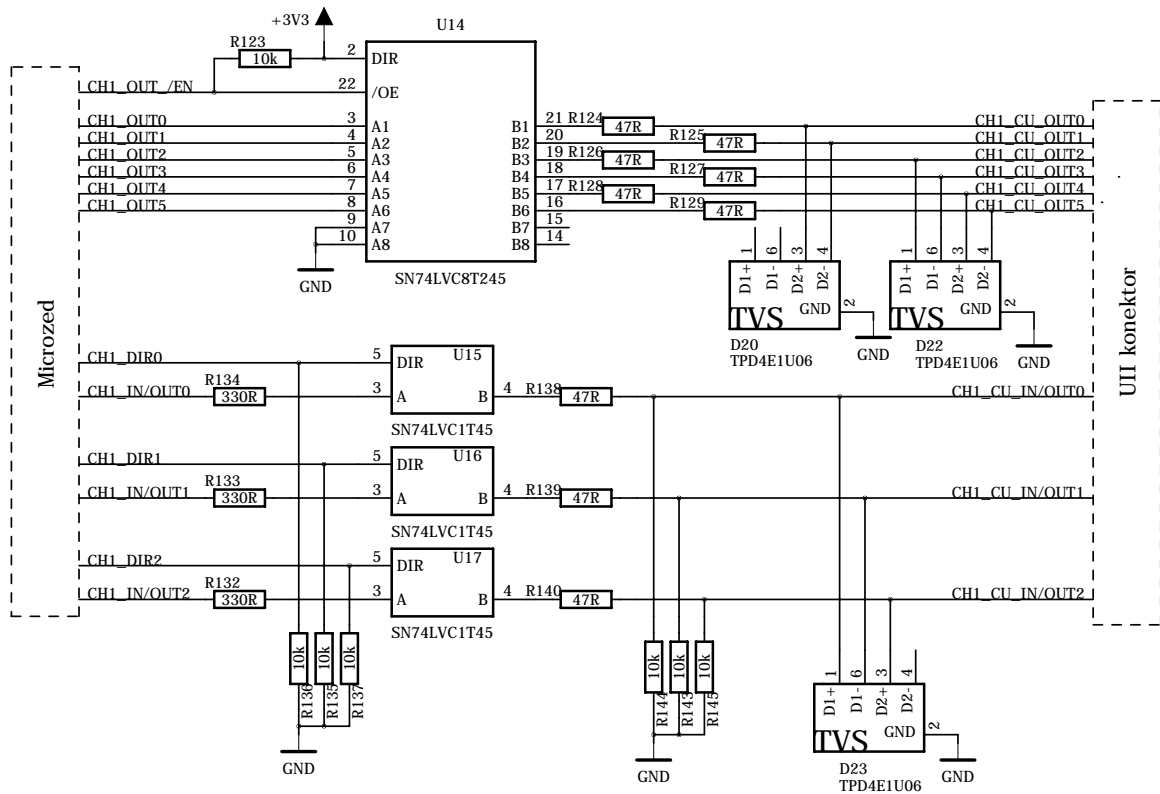 +3V3
U14
R123
10k
2
DIR
CH1_OUT_/EN
22
/OE
CH1_OUT0
3
A1
B1
21
R124
47R
CH1_CU_OUT0
CH1_OUT1
4
A2
B2
20
R125
47R
CH1_CU_OUT1
CH1_OUT2
5
A3
B3
19
R126
47R
CH1_CU_OUT2
CH1_OUT3
6
A4
B4
18
R127
47R
CH1_CU_OUT3
CH1_OUT4
7
A5
B5
17
R128
47R
CH1_CU_OUT4
CH1_OUT5
8
A6
B6
16
R129
47R
CH1_CU_OUT5
9
A7
B7
15
10
A8
B8
14
GND
SN74LVC8T245
1
6
3
4
D1+
D1-
D2+
D2-
GND
2
TVS
D20
TPD4E1U06
GND
1
6
3
4
D1+
D1-
D2+
D2-
GND
2
TVS
D22
TPD4E1U06
GND
Microzed
UII konektor
CH1_DIR0
5
DIR
U15
CH1_IN/OUT0
R134
330R
3
A
B
4
R138
47R
CH1_CU_IN/OUT0
SN74LVC1T45
CH1_DIR1
5
DIR
U16
CH1_IN/OUT1
R133
330R
3
A
B
4
R139
47R
CH1_CU_IN/OUT1
SN74LVC1T45
CH1_DIR2
5
DIR
U17
CH1_IN/OUT2
R132
330R
3
A
B
4
R140
47R
CH1_CU_IN/OUT2
SN74LVC1T45
10k
10k
10k
R136
R135
R137
GND
10k
10k
10k
R144
R143
R145
GND
1
6
3
4
D1+
D1-
D2+
D2-
GND
2
TVS
D23
TPD4E1U06
GND